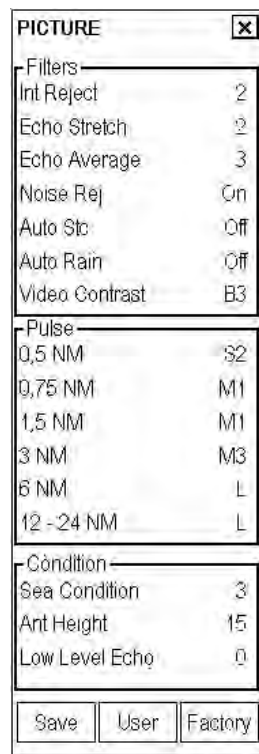 PICTURE X
Filters
Int Reject 2
Echo Stretch 2
Echo Average 3
Noise Rej On
Auto Stc Off
Auto Rain Off
Video Contrast B3
Pulse
0,5 NM S2
0,75 NM M1
1,5 NM M1
3 NM M3
6 NM L
12 - 24 NM L
Condition
Sea Condition 3
Ant Height 15
Low Level Echo 0
Save User Factory